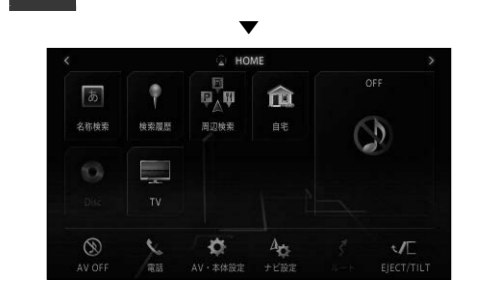 HOME
あ
名称検索
検索履歴
P
P
周辺検索
自宅
OFF
Disc
TV
AV OFF
電話
AV・本体設定
ナビ設定
ルート
EJECT/TILT